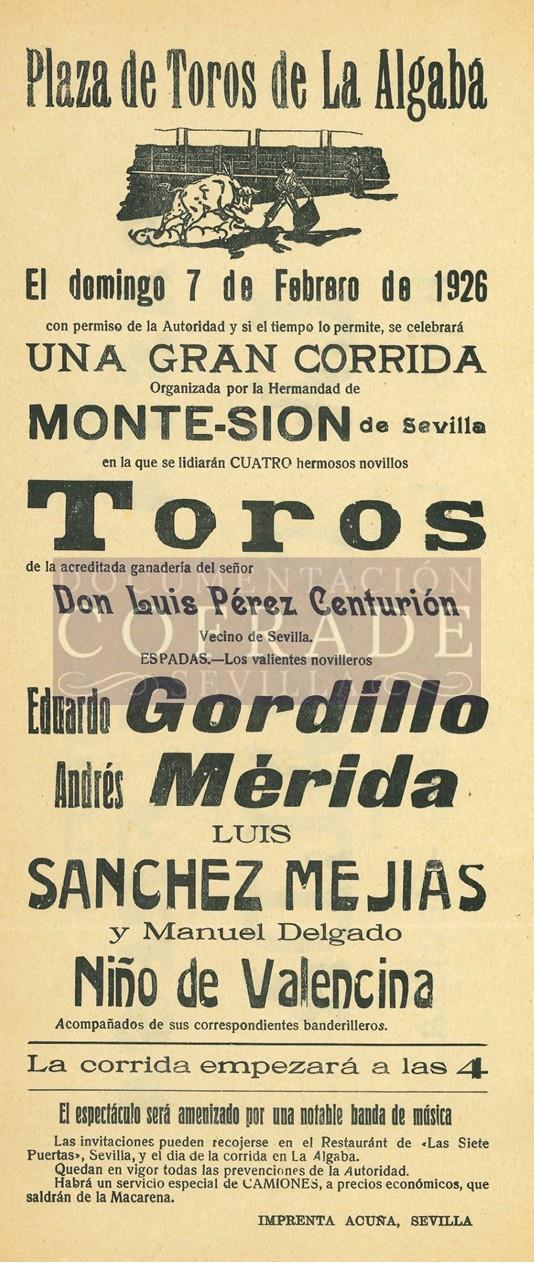 Plaza de Toros de La Algaba
El domingo 7 de Febrero de 1926
con permiso de la Autoridad y si el tiempo lo permite, se celebrará
UNA GRAN CORRIDA
Organizada por la Hermandad de
MONTE-SION de Sevilla
en la que se lidiarán CUATRO hermosos novillos
Toros
de la acreditada ganadería del señor
DOCUMENTACIÓN
Don Luis Pérez Centurión
COFRADE
Vecino de Sevilla.
ESPADAS.—Los valientes novilleros
SEVILLA
Eduardo Gordillo
Andrés Mérida
LUIS
SANCHEZ MEJIAS
y Manuel Delgado
Niño de Valencina
Acompañados de sus correspondientes banderilleros.
La corrida empezará a las 4
El espectáculo será amenizado por una notable banda de música
Las invitaciones pueden recojerse en el Restauránt de «Las Siete
Puertas», Sevilla, y el dia de la corrida en La Algaba.
Quedan en vigor todas las prevenciones de la Autoridad.
Habrá un servicio especial de CAMIONES, a precios económicos, que
saldrán de la Macarena.
IMPRENTA ACUÑA, SEVILLA